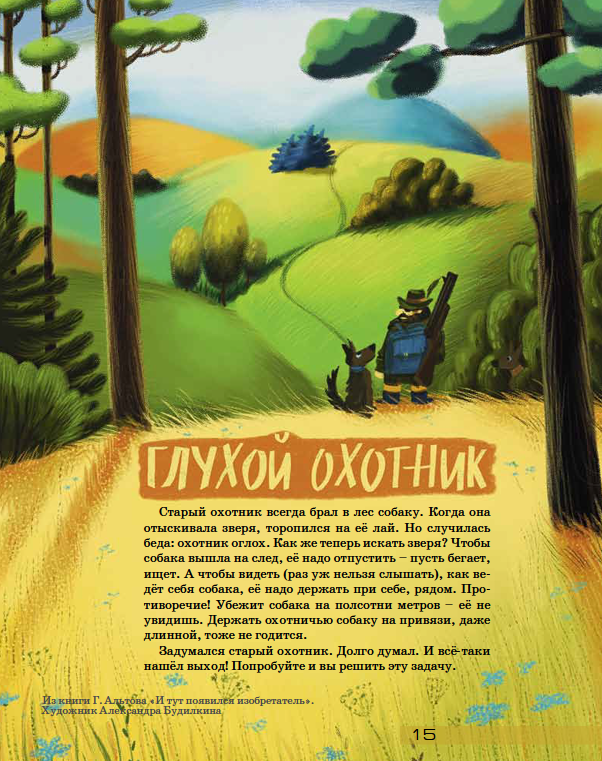 ГЛУХОЙ ОХОТНИК
Старый охотник всегда брал в лес собаку. Когда она
отыскивала зверя, торопился на её лай. Но случилась
беда: охотник оглох. Как же теперь искать зверя? Чтобы
собака вышла на след, её надо отпустить – пусть бегает,
ищет. А чтобы видеть (раз уж нельзя слышать), как ве-
дёт себя собака, её надо держать при себе, рядом. Про-
тиворечие! Убежит собака на полсотни метров – её не
увидишь. Держать охотничью собаку на привязи, даже
длинной, тоже не годится.
Задумался старый охотник. Долго думал. И всё-таки
нашёл выход! Попробуйте и вы решить эту задачу.
Из книги Г. Альтова «И тут появился изобретатель».
Художник Александра Будилкина
15